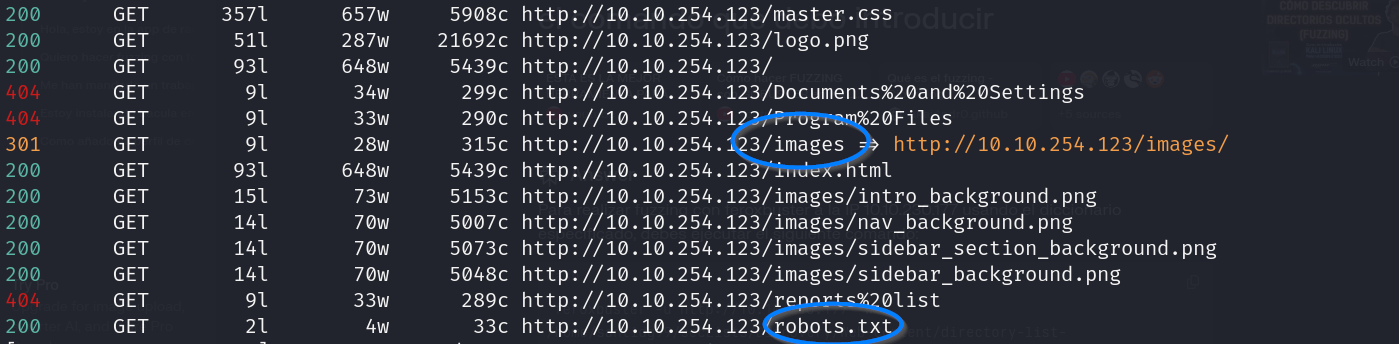 introducir
CÓMO DESCUBRIR
DIRECTORIOS OCULTOS
(FUZZING)
Watch
200 GET 357l 657w 5908c http://10.10.254.123/master.css
200 GET 51l 287w 21692c http://10.10.254.123/logo.png
200 GET 93l 648w 5439c http://10.10.254.123/
404 GET 9l 34w 299c http://10.10.254.123/Documents%20and%20Settings
404 GET 9l 33w 290c http://10.10.254.123/Program%20Files
301 GET 9l 28w 315c http://10.10.254.123/images => http://10.10.254.123/images/
200 GET 93l 648w 5439c http://10.10.254.123/index.html
200 GET 15l 73w 5153c http://10.10.254.123/images/intro_background.png
200 GET 14l 70w 5007c http://10.10.254.123/images/nav_background.png
200 GET 14l 70w 5073c http://10.10.254.123/images/sidebar_section_background.png
200 GET 14l 70w 5048c http://10.10.254.123/images/sidebar_background.png
404 GET 9l 33w 289c http://10.10.254.123/reports%20list
200 GET 2l 4w 33c http://10.10.254.123/robots.txt